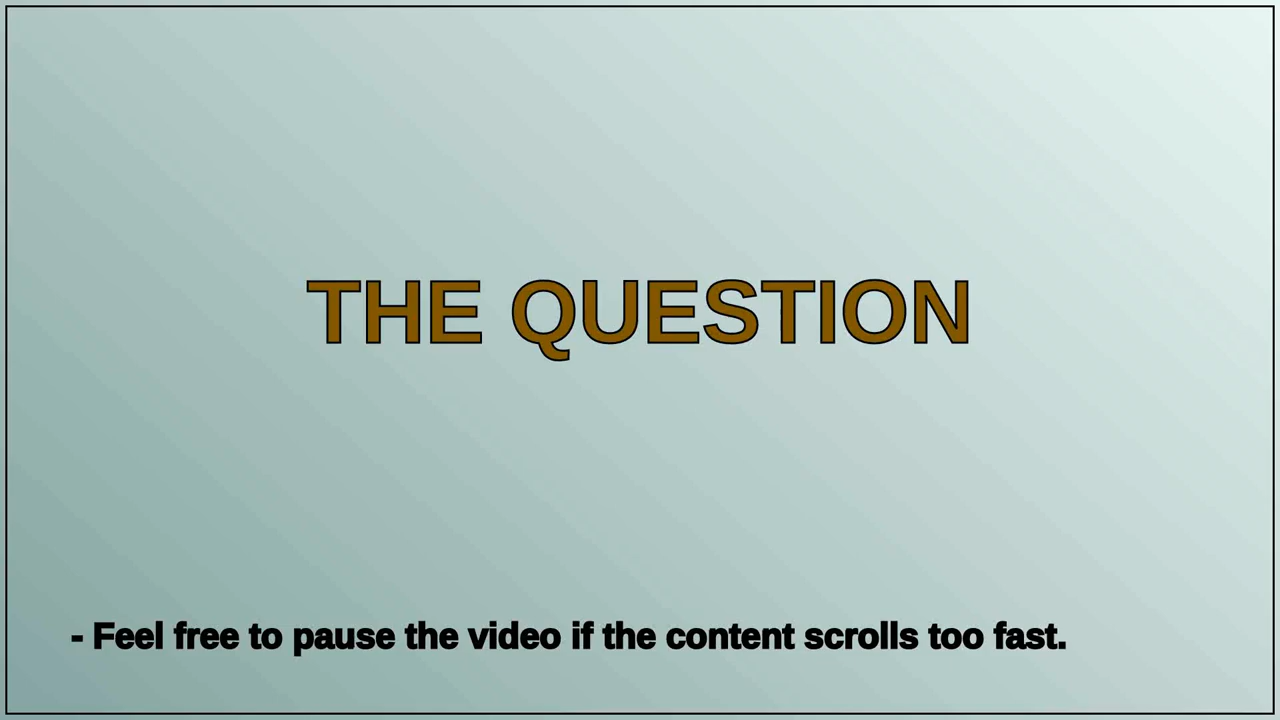 THE QUESTION
- Feel free to pause the video if the content scrolls too fast.